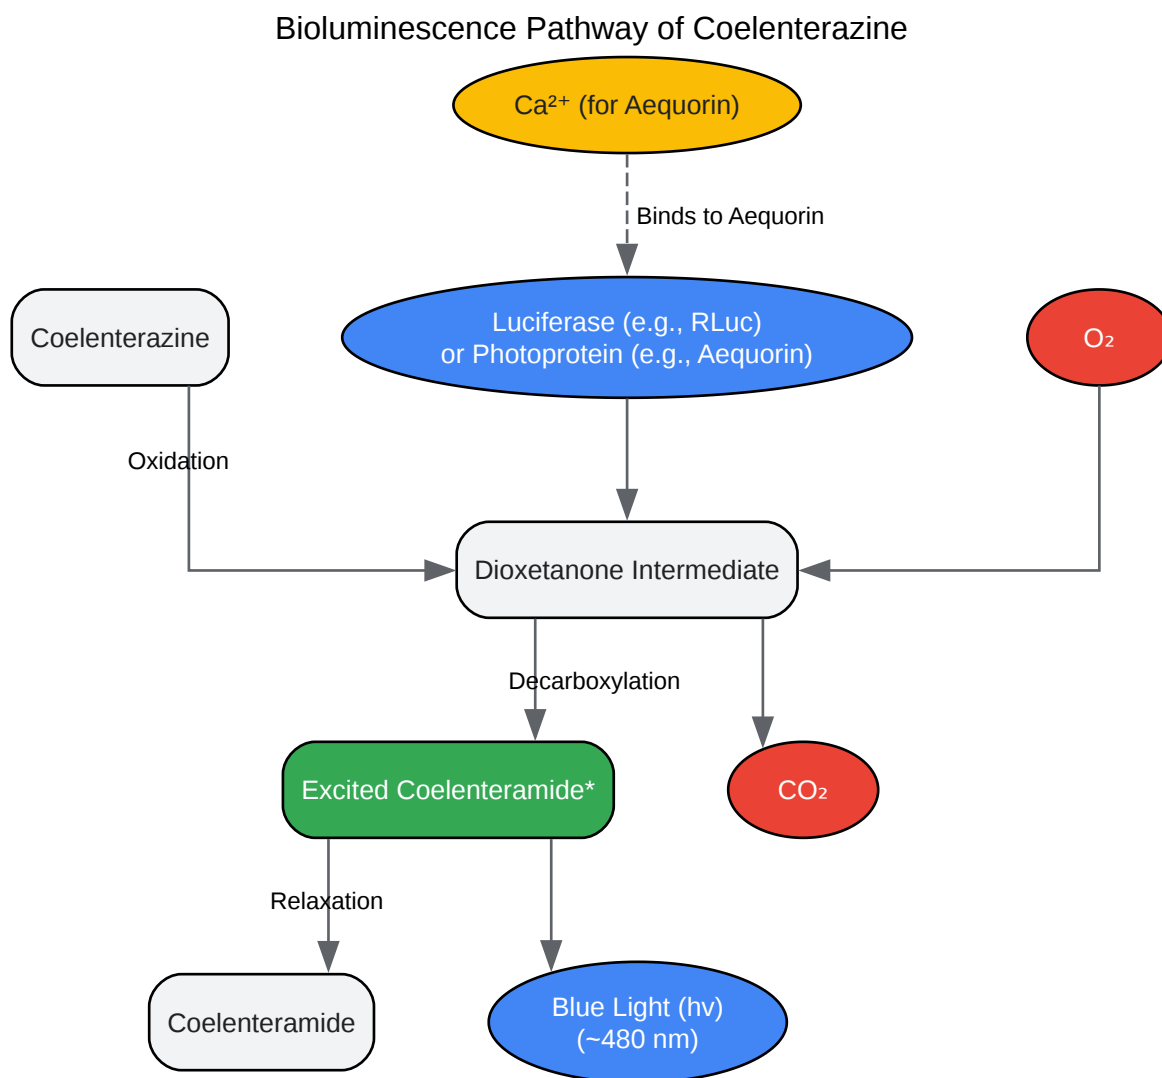 Bioluminescence Pathway of Coelenterazine
Ca²⁺ (for Aequorin)
Binds to Aequorin
Coelenterazine
Luciferase (e.g., RLuc)
or Photoprotein (e.g., Aequorin)
O₂
Oxidation
Dioxetanone Intermediate
Decarboxylation
Excited Coelenteramide*
CO₂
Relaxation
Coelenteramide
Blue Light (hv)
(~480 nm)